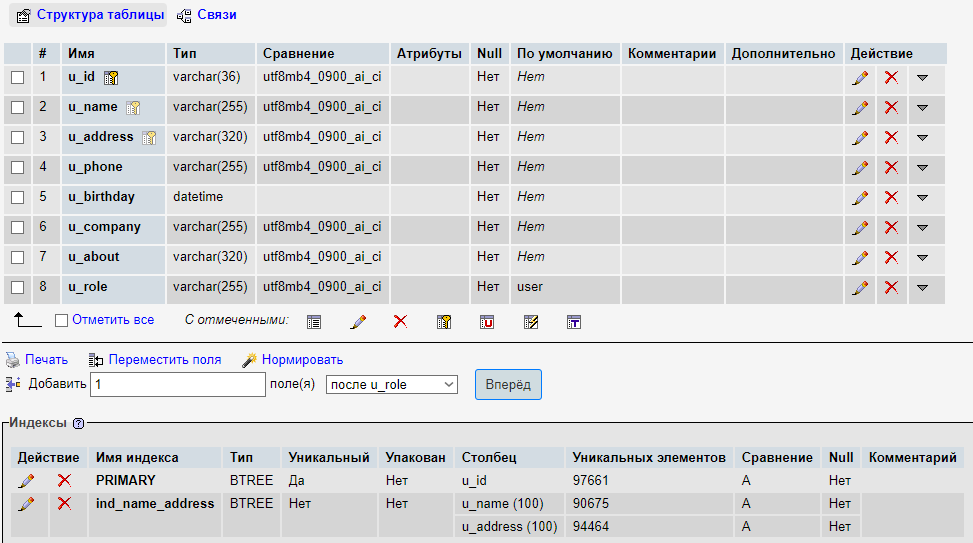 Структура таблицы Связи
# Имя Тип Сравнение Атрибуты Null По умолчанию Комментарии Дополнительно Действие
1 u_id varchar(36) utf8mb4_0900_ai_ci Нет Нет
2 u_name varchar(255) utf8mb4_0900_ai_ci Нет Нет
3 u_address varchar(320) utf8mb4_0900_ai_ci Нет Нет
4 u_phone varchar(255) utf8mb4_0900_ai_ci Нет Нет
5 u_birthday datetime Нет Нет
6 u_company varchar(255) utf8mb4_0900_ai_ci Нет Нет
7 u_about varchar(320) utf8mb4_0900_ai_ci Нет Нет
8 u_role varchar(255) utf8mb4_0900_ai_ci Нет user
Отметить все С отмеченными:
Печать Переместить поля Нормировать
Добавить 1 поле(я) после u_role Вперёд
Индексы
Действие Имя индекса Тип Уникальный Упакован Столбец Уникальных элементов Сравнение Null Комментарий
PRIMARY BTREE Да Нет u_id 97661 A Нет
ind_name_address BTREE Нет Нет u_name (100) 90675 A Нет
u_address (100) 94464 A Нет